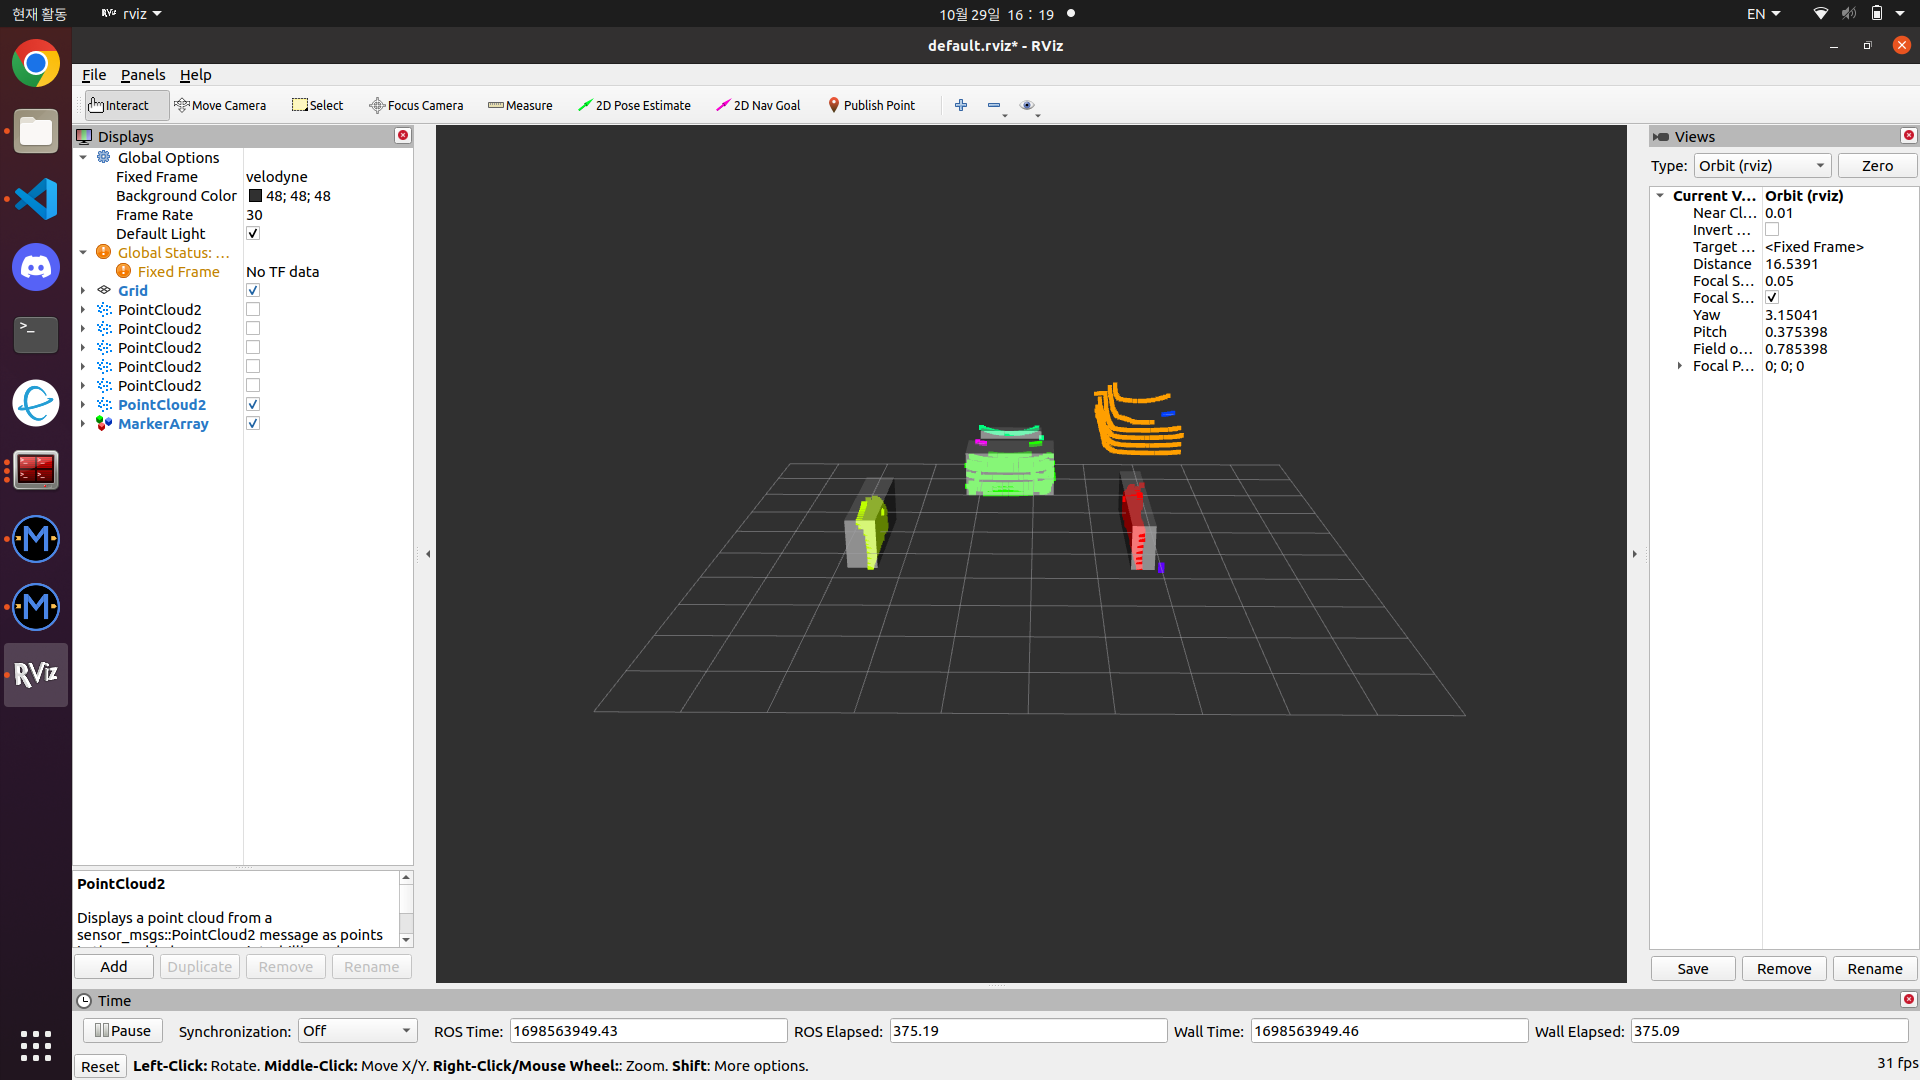 현재 활동
RViz rviz
10월 29일 16 : 19
EN
default.rviz* - RViz
File Panels Help
Interact Move Camera Select Focus Camera Measure 2D Pose Estimate 2D Nav Goal Publish Point
Displays
Global Options
Fixed Frame velodyne
Background Color 48; 48; 48
Frame Rate 30
Default Light
Global Status: ...
Fixed Frame No TF data
Grid
PointCloud2
PointCloud2
PointCloud2
PointCloud2
PointCloud2
PointCloud2
MarkerArray
PointCloud2
Displays a point cloud from a
sensor_msgs::PointCloud2 message as points
Add Duplicate Remove Rename
Views
Type: Orbit (rviz) Zero
Current V... Orbit (rviz)
Near Cl... 0.01
Invert ...
Target ... <Fixed Frame>
Distance 16.5391
Focal S... 0.05
Focal S...
Yaw 3.15041
Pitch 0.375398
Field o... 0.785398
Focal P... 0; 0; 0
Save Remove Rename
RViz
Time
Pause Synchronization: Off ROS Time: 1698563949.43 ROS Elapsed: 375.19 Wall Time: 1698563949.46 Wall Elapsed: 375.09
Reset Left-Click: Rotate. Middle-Click: Move X/Y. Right-Click/Mouse Wheel:: Zoom. Shift: More options.
31 fps